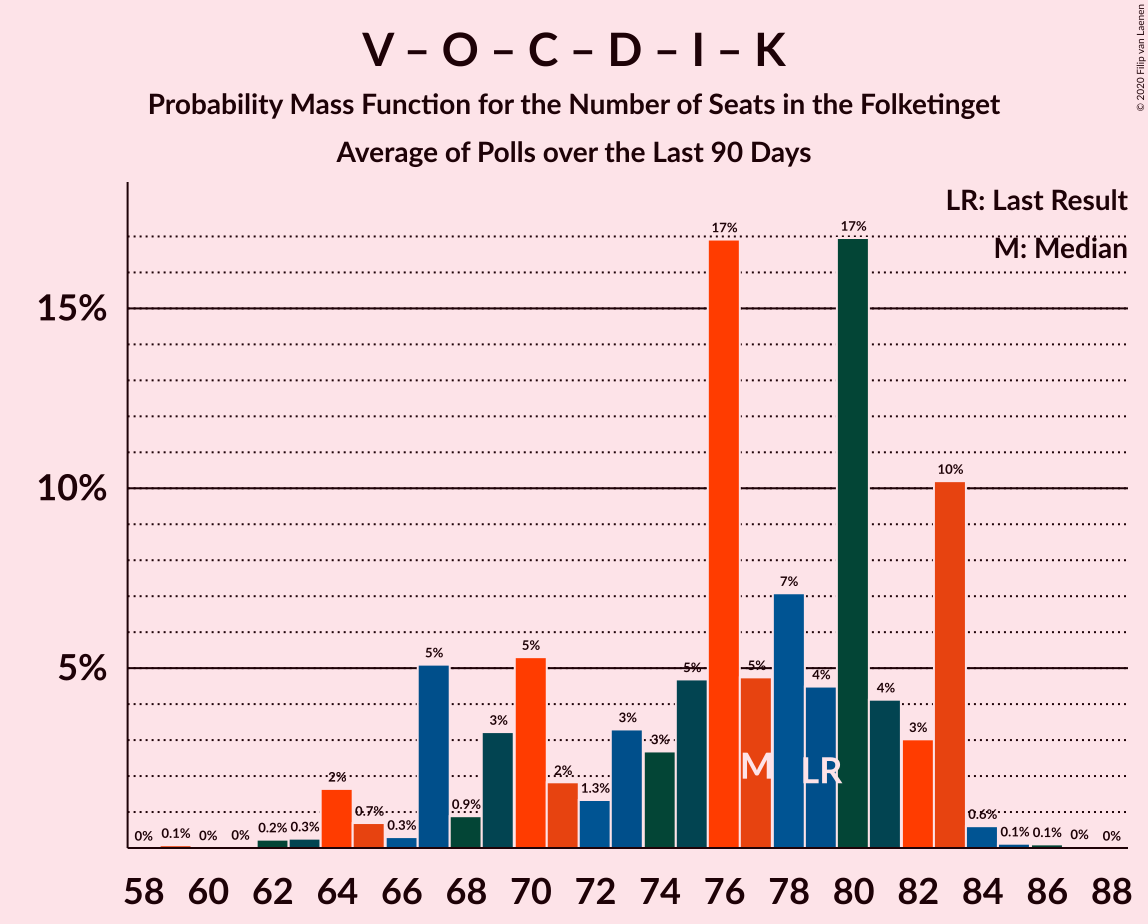 V – O – C – D – I – K
Probability Mass Function for the Number of Seats in the Folketinget
Average of Polls over the Last 90 Days
© 2020 Filip van Laenen
LR: Last Result
M: Median
15%
10%
5%
0% 0.1% 0% 0% 0.2% 0.3% 2% 0.7% 0.3% 5% 0.9% 3% 5% 2% 1.3% 3% 3% 5% 17% 5% 7% 4% 17% 4% 3% 10% 0.6% 0.1% 0.1% 0% 0%
M LR
58 60 62 64 66 68 70 72 74 76 78 80 82 84 86 88